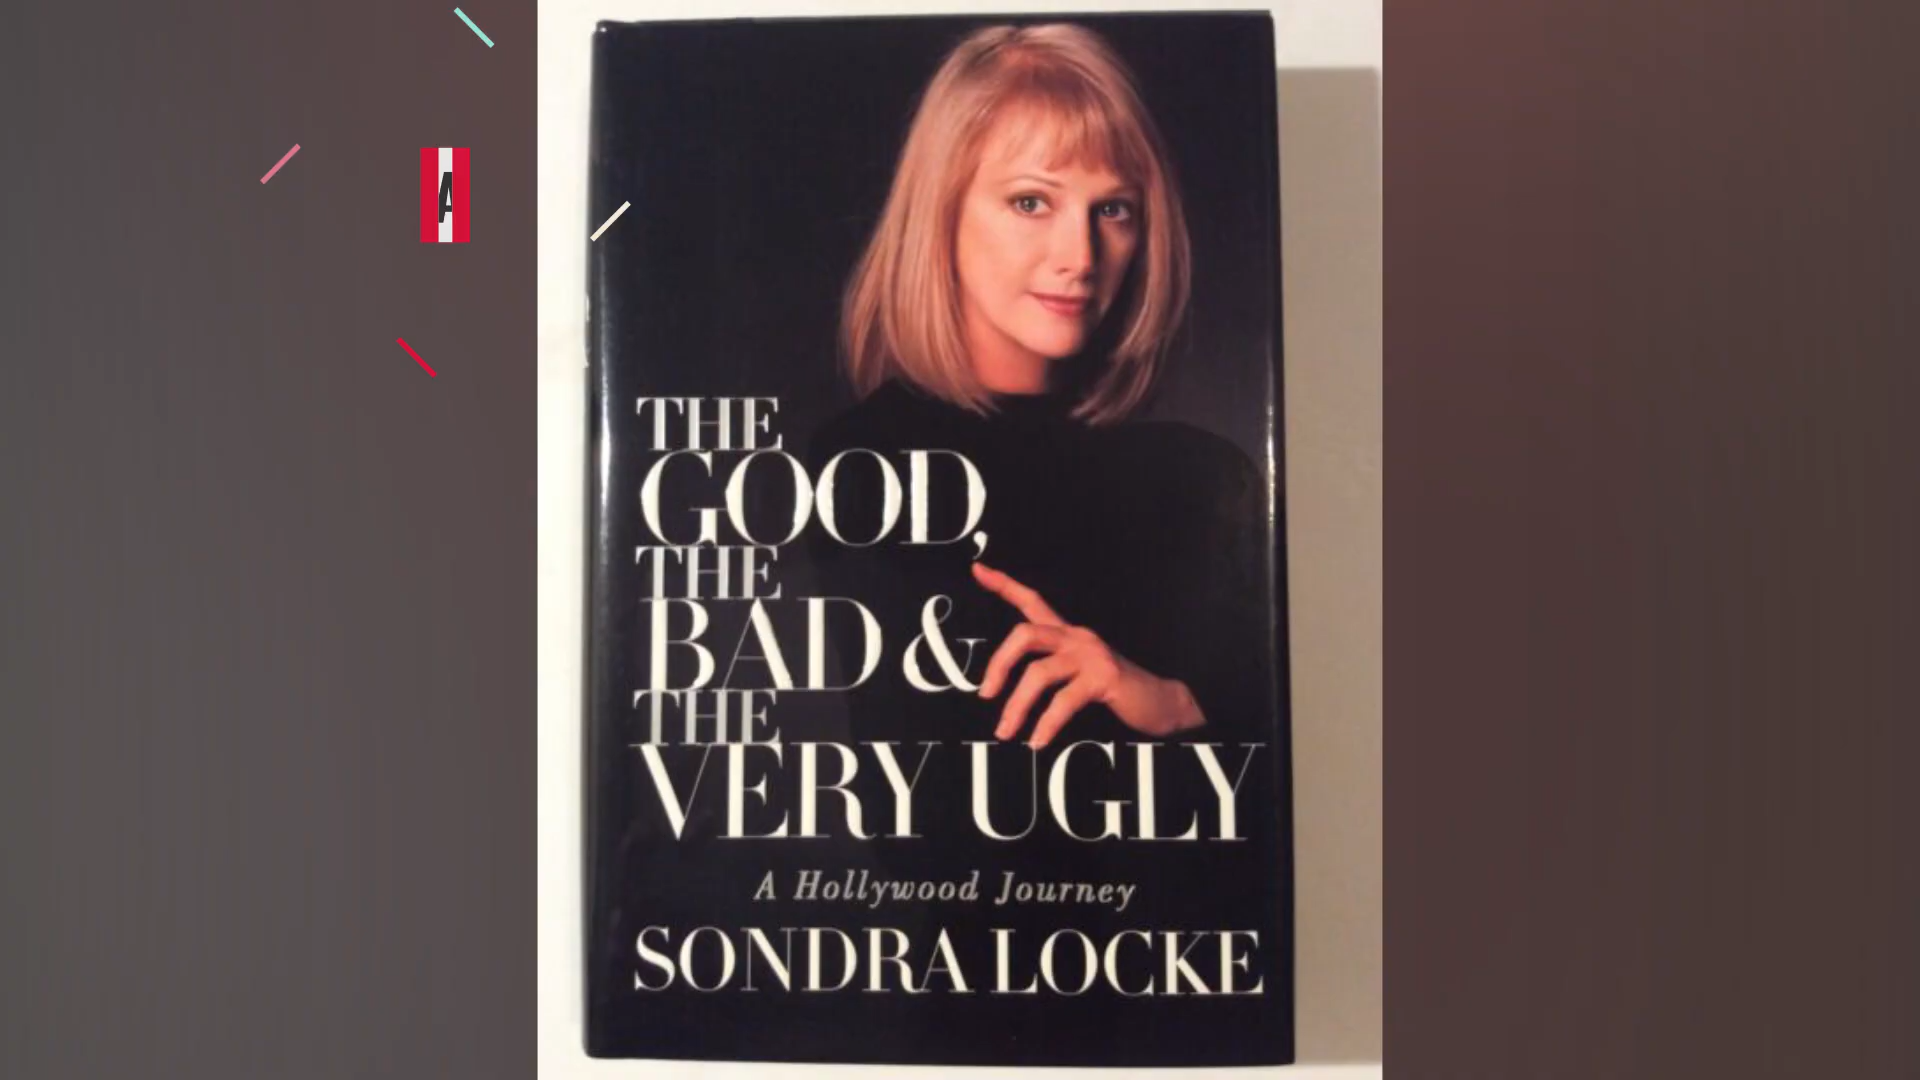 A
THE
GOOD,
THE
BAD &
THE
VERY UGLY
A Hollywood Journey
SONDRA LOCKE